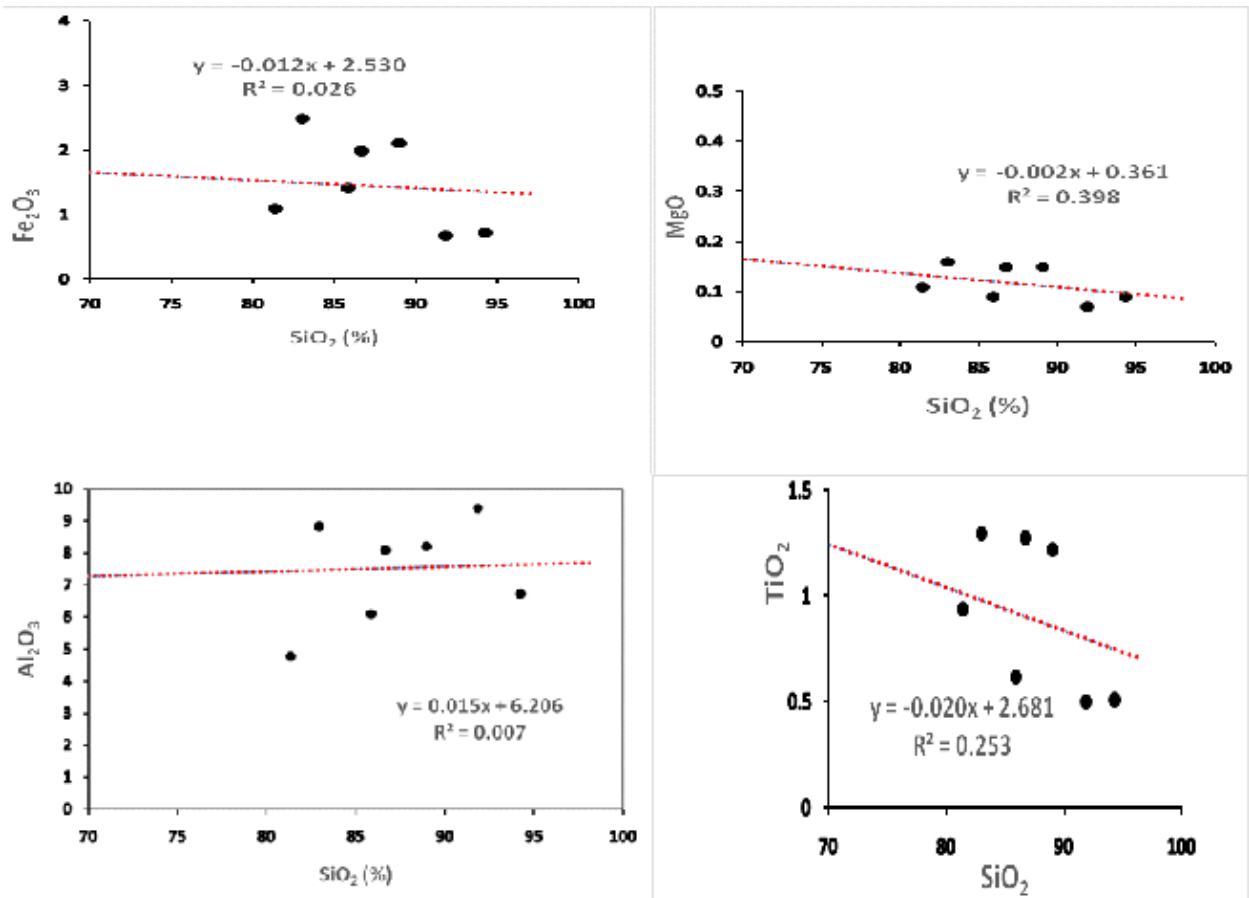 4
3
2
1
0
Fe₂O₃
y = -0.012x + 2.530
R² = 0.026
70 75 80 85 90 95 100
SiO₂ (%)
0.5
0.4
0.3
0.2
0.1
0
MgO
y = -0.002x + 0.361
R² = 0.398
70 75 80 85 90 95 100
SiO₂ (%)
10
9
8
7
6
5
4
3
2
1
0
Al₂O₃
y = 0.015x + 6.206
R² = 0.007
70 75 80 85 90 95 100
SiO₂ (%)
1.5
1
0.5
0
TiO₂
y = -0.020x + 2.681
R² = 0.253
70 80 90 100
SiO₂